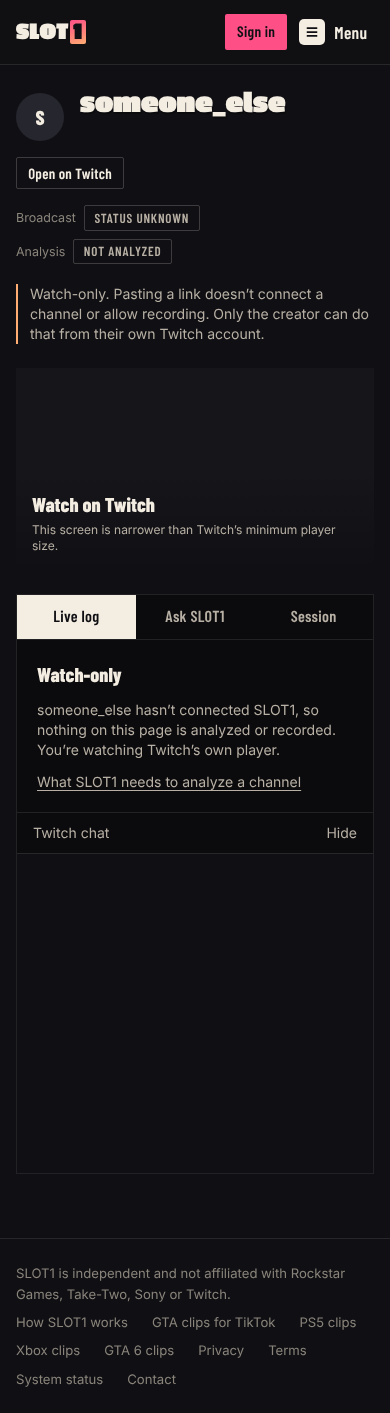 SLOT1
Sign in
Menu
S
someone_else
Open on Twitch
Broadcast STATUS UNKNOWN
Analysis NOT ANALYZED
Watch-only. Pasting a link doesn’t connect a
channel or allow recording. Only the creator can do
that from their own Twitch account.
Watch on Twitch
This screen is narrower than Twitch’s minimum player
size.
Live log Ask SLOT1 Session
Watch-only
someone_else hasn’t connected SLOT1, so
nothing on this page is analyzed or recorded.
You’re watching Twitch’s own player.
What SLOT1 needs to analyze a channel
Twitch chat Hide
SLOT1 is independent and not affiliated with Rockstar
Games, Take-Two, Sony or Twitch.
How SLOT1 works GTA clips for TikTok PS5 clips
Xbox clips GTA 6 clips Privacy Terms
System status Contact